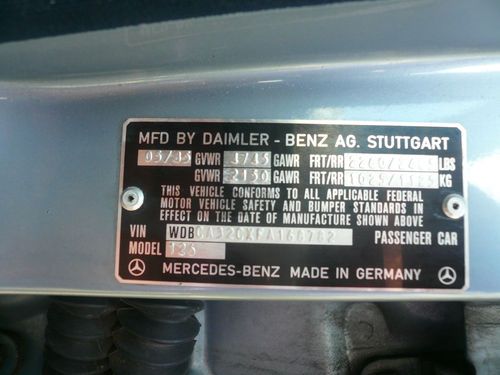 MFD BY DAIMLER - BENZ AG. STUTTGART
GVWR GAWR FRT/RR LBS
GVWR 2130 GAWR FRT/RR KG
THIS VEHICLE CONFORMS TO ALL APPLICABLE FEDERAL
MOTOR VEHICLE SAFETY AND BUMPER STANDARDS IN
EFFECT ON THE DATE OF MANUFACTURE SHOWN ABOVE
VIN PASSENGER CAR
MODEL 126
MERCEDES-BENZ MADE IN GERMANY